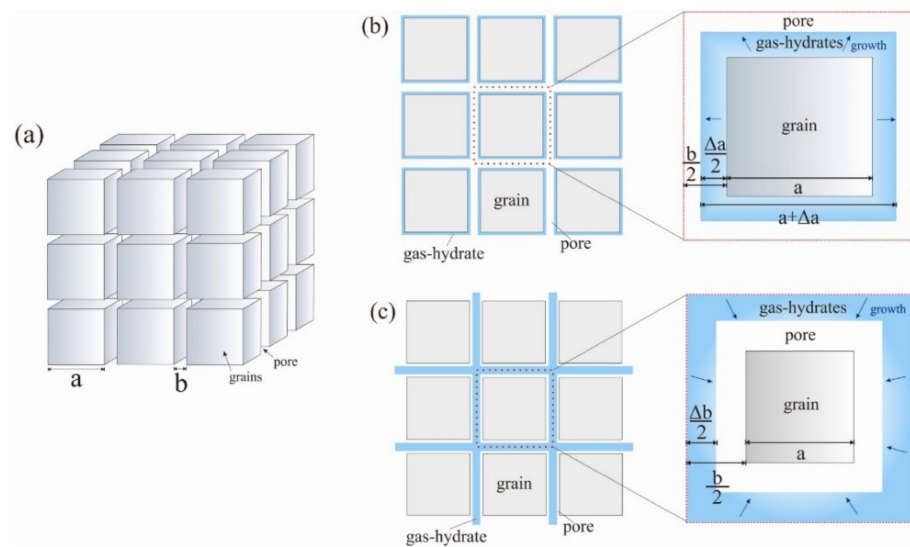 (a)
a
b
grains
pore
(b)
grain
gas-hydrate
pore
pore
gas-hydrates
growth
grain
b
2
Δa
2
a
a+Δa
(c)
grain
gas-hydrate
pore
gas-hydrates
growth
pore
grain
Δb
2
a
b
2